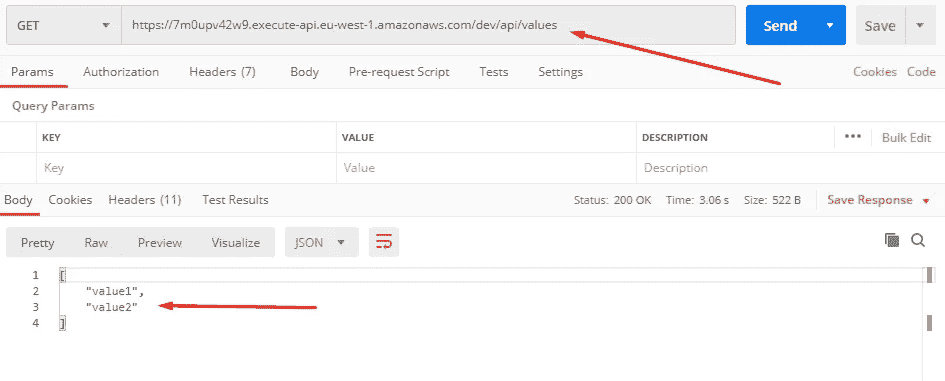 GET https://7m0upv42w9.execute-api.eu-west-1.amazonaws.com/dev/api/values Send Save
Params Authorization Headers (7) Body Pre-request Script Tests Settings Cookies Code
Query Params
KEY VALUE DESCRIPTION ••• Bulk Edit
Key Value Description
Body Cookies Headers (11) Test Results Status: 200 OK Time: 3.06 s Size: 522 B Save Response
Pretty Raw Preview Visualize JSON
1 [
2 "value1",
3 "value2"
4 ]